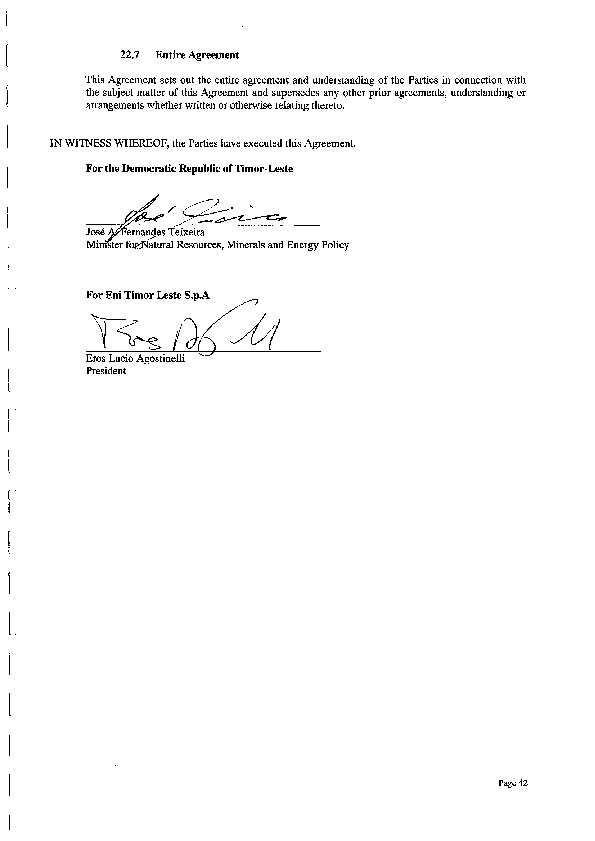 22.7 Entire Agreement
This Agreement sets out the entire agreement and understanding of the Parties in connection with
the subject matter of this Agreement and supersedes any other prior agreements, understanding or
arrangements whether written or otherwise relating thereto.
IN WITNESS WHEREOF, the Parties have executed this Agreement.
For the Democratic Republic of Timor-Leste
José
José A. Fernandes Teixeira
Minister for Natural Resources, Minerals and Energy Policy
For Eni Timor Leste S.p.A
Eros Lucio Agostinelli
President
Page 42